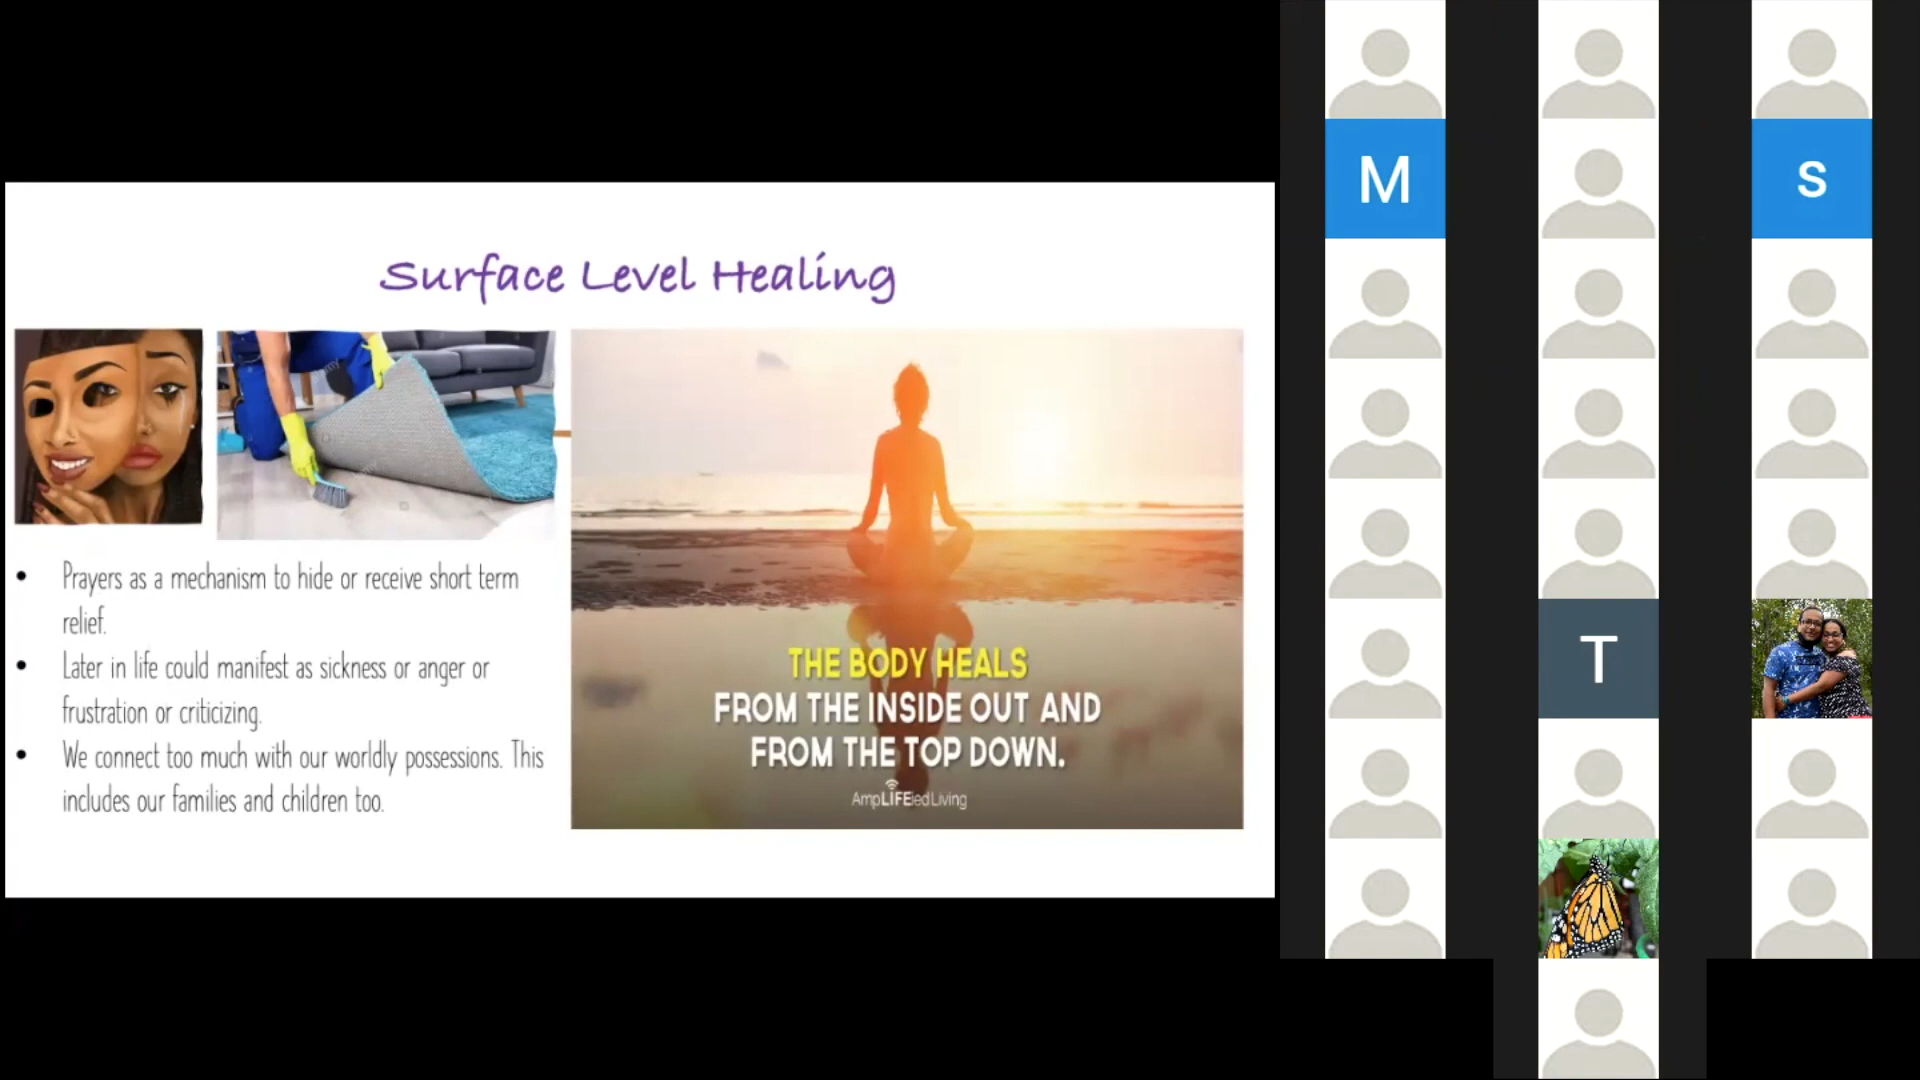 Surface Level Healing
• Prayers as a mechanism to hide or receive short term
relief.
• Later in life could manifest as sickness or anger or
frustration or criticizing.
• We connect too much with our worldly possessions. This
includes our families and children too.
THE BODY HEALS
FROM THE INSIDE OUT AND
FROM THE TOP DOWN.
AmpLIFEiedLiving
M
S
T